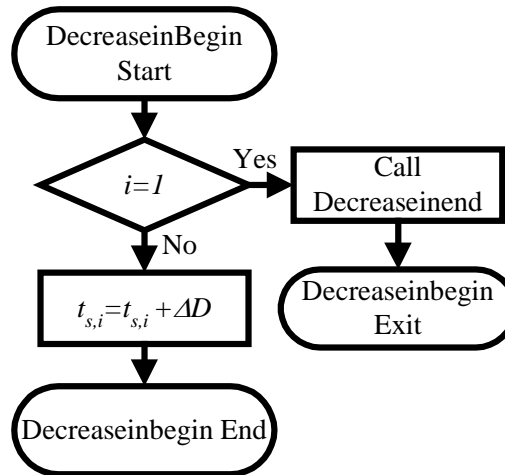 DecreaseinBegin
Start
i=1
Yes
Call
Decreaseinend
No
t_{s,i}=t_{s,i}+ΔD
Decreaseinbegin
Exit
Decreaseinbegin End